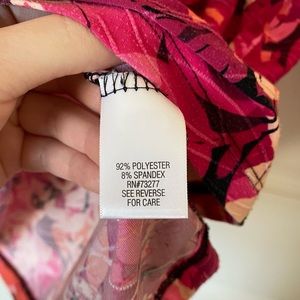 92% POLYESTER
8% SPANDEX
RN#73277
SEE REVERSE
FOR CARE